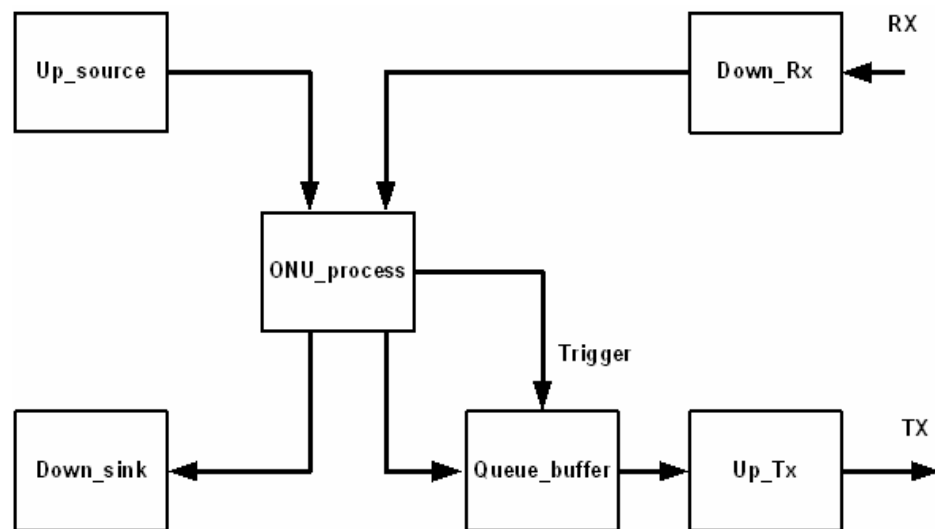 RX
Up_source
Down_Rx
ONU_process
Trigger
TX
Down_sink
Queue_buffer
Up_Tx